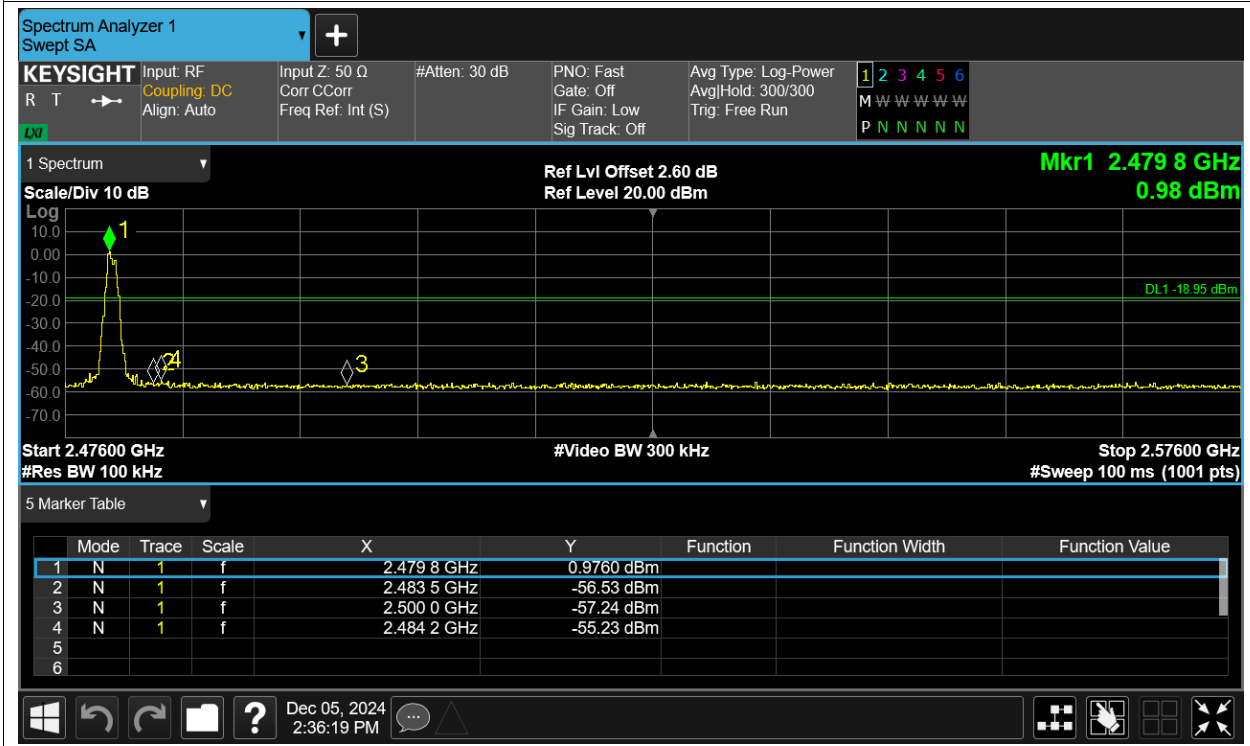 Spectrum Analyzer 1
Swept SA
+
KEYSIGHT Input: RF Input Z: 50 Ω #Atten: 30 dB PNO: Fast Avg Type: Log-Power 1 2 3 4 5 6
R T Coupling: DC Corr CCorr Gate: Off Avg|Hold: 300/300 M W W W W W
Align: Auto Freq Ref: Int (S) IF Gain: Low Trig: Free Run
LXI Sig Track: Off P N N N N N
1 Spectrum
Ref Lvl Offset 2.60 dB Mkr1 2.479 8 GHz
Scale/Div 10 dB Ref Level 20.00 dBm 0.98 dBm
Log
10.0
1
0.00
-10.0
DL1 -18.95 dBm
-20.0
-30.0
-40.0
2 4 3
-50.0
-60.0
-70.0
Start 2.47600 GHz #Video BW 300 kHz Stop 2.57600 GHz
#Res BW 100 kHz #Sweep 100 ms (1001 pts)
5 Marker Table
Mode Trace Scale X Y Function Function Width Function Value
1 N 1 f 2.479 8 GHz 0.9760 dBm
2 N 1 f 2.483 5 GHz -56.53 dBm
3 N 1 f 2.500 0 GHz -57.24 dBm
4 N 1 f 2.484 2 GHz -55.23 dBm
5
6
? Dec 05, 2024
2:36:19 PM